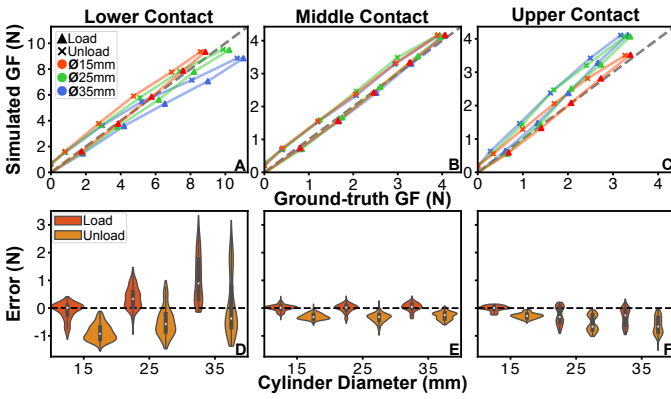 Lower Contact
Middle Contact
Upper Contact
Simulated GF (N)
10
8
6
4
2
0
Load
Unload
Ø15mm
Ø25mm
Ø35mm
A
0 2 4 6 8 10
4
3
2
1
0
B
0 1 2 3 4
4
3
2
1
0
C
0 1 2 3 4
Ground-truth GF (N)
Error (N)
3
2
1
0
-1
Load
Unload
D
E
F
15 25 35
15 25 35
15 25 35
Cylinder Diameter (mm)